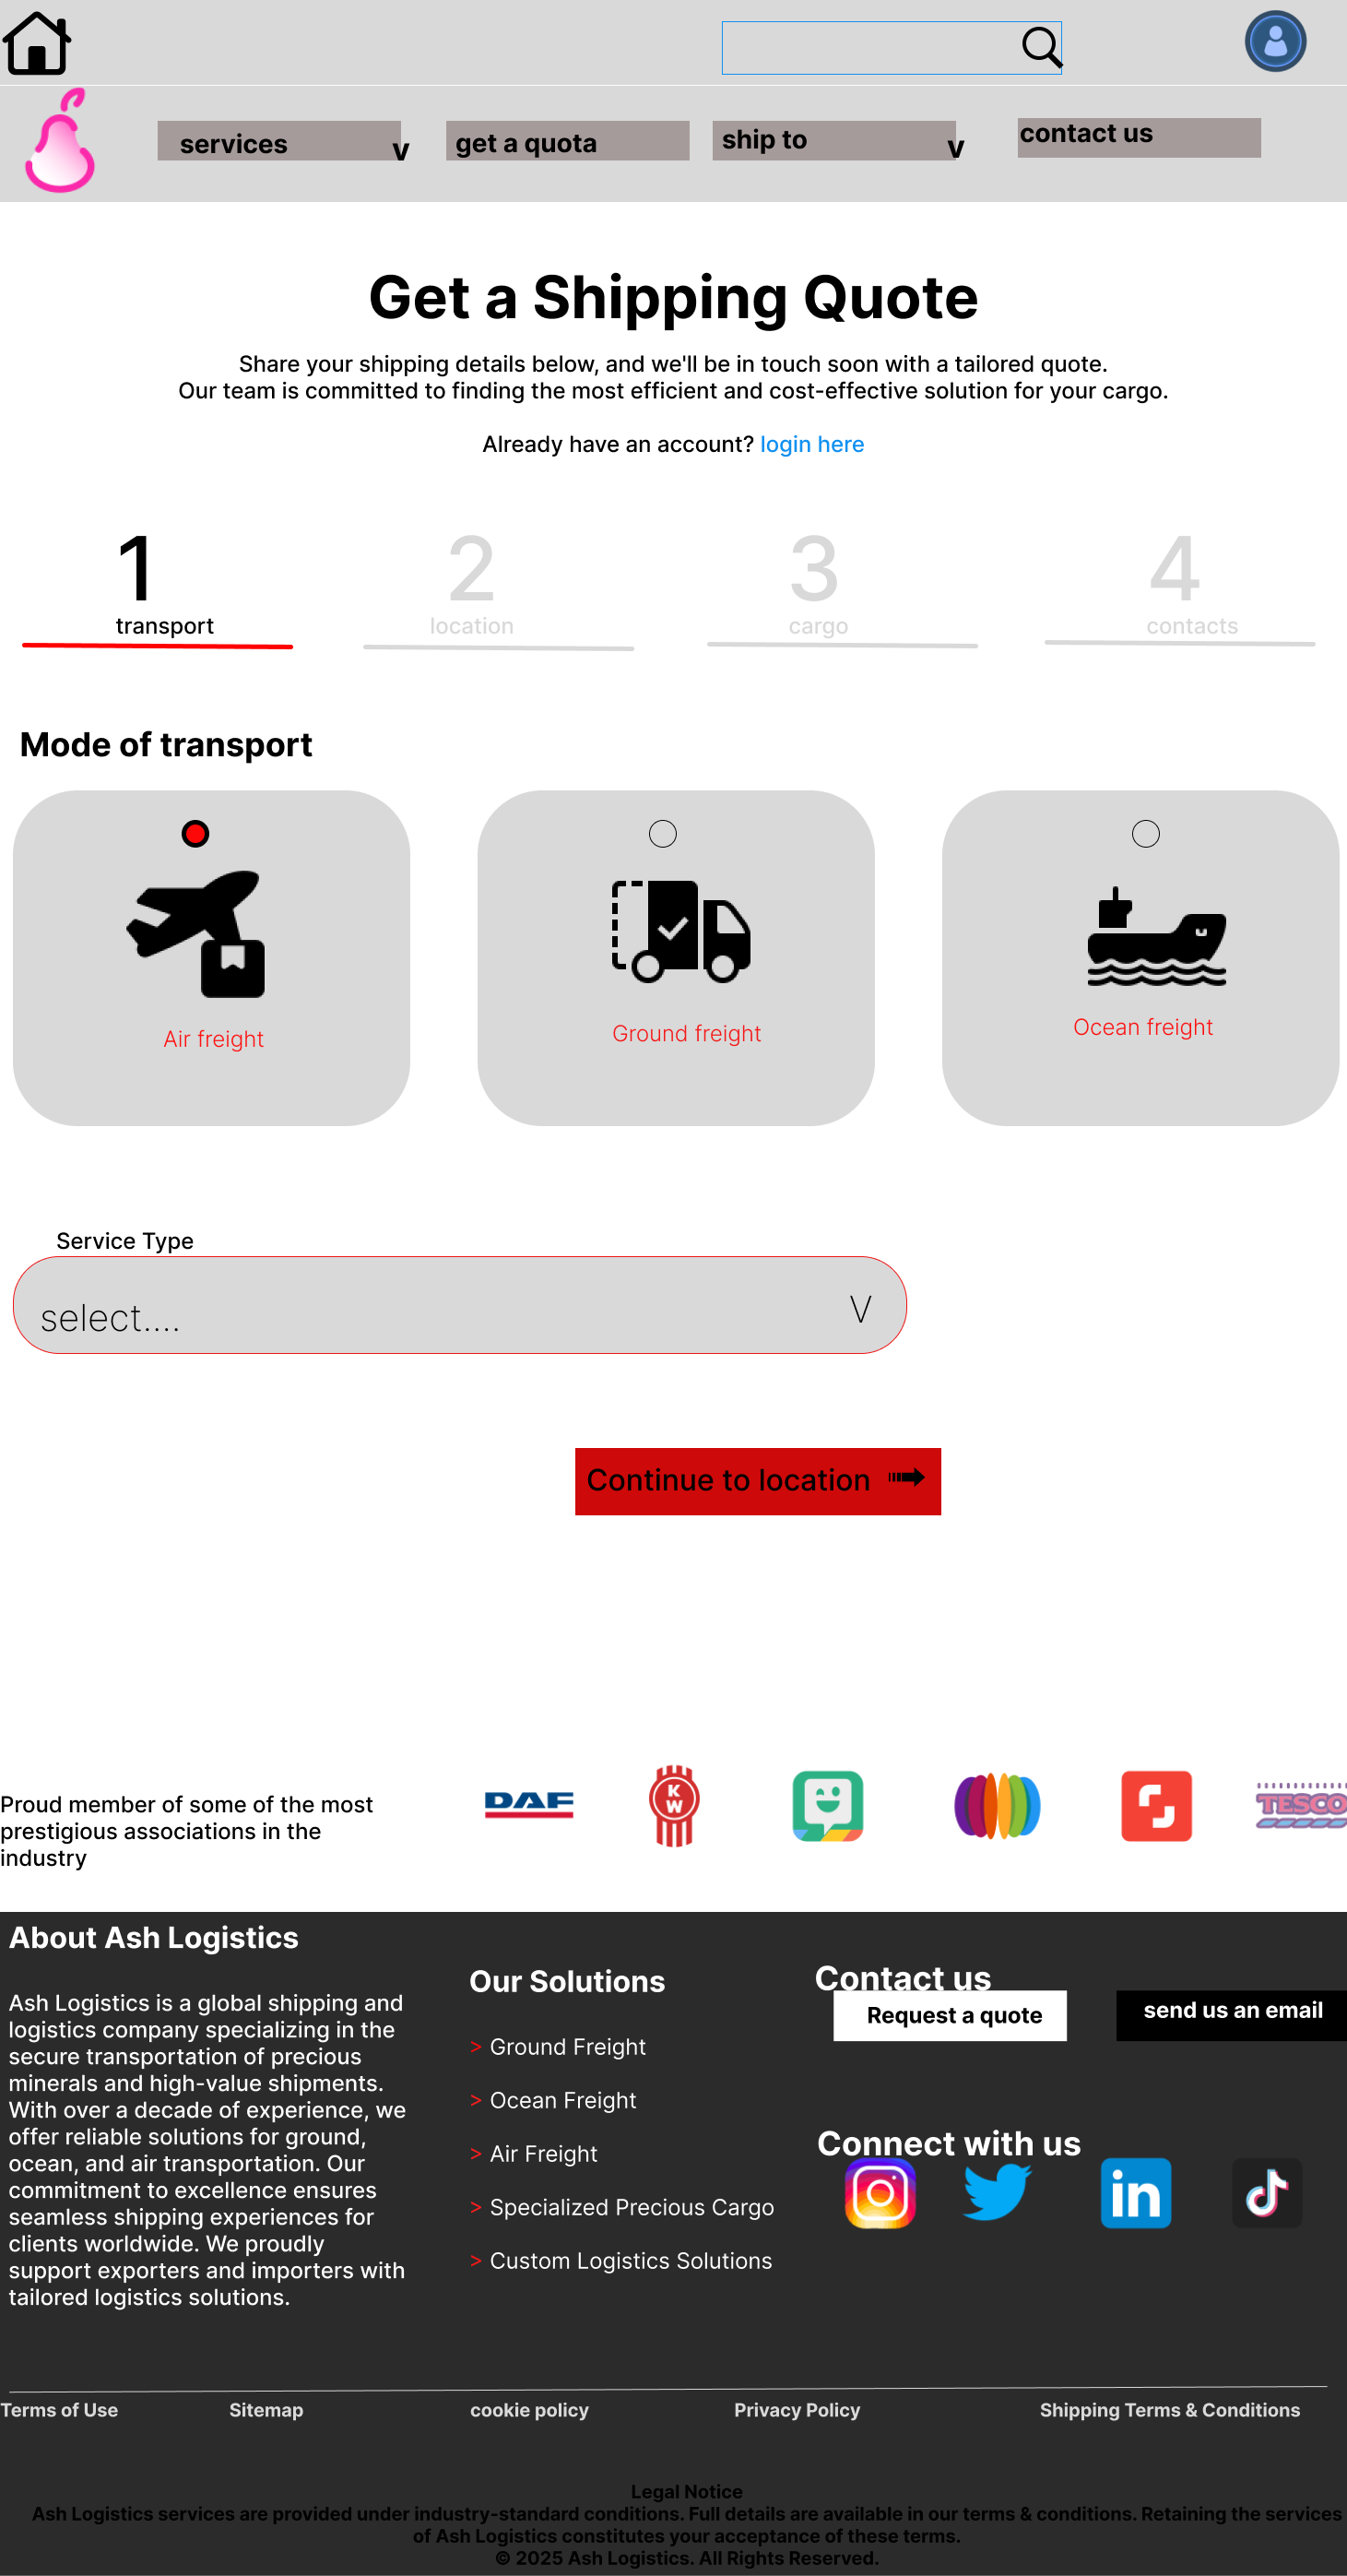 services
v
get a quota
ship to
v
contact us
Get a Shipping Quote
Share your shipping details below, and we'll be in touch soon with a tailored quote.
Our team is committed to finding the most efficient and cost-effective solution for your cargo.
Already have an account? login here
1
transport
2
location
3
cargo
4
contacts
Mode of transport
Air freight
Ground freight
Ocean freight
Service Type
select....
V
Continue to location
Proud member of some of the most
prestigious associations in the
industry
DAF
KW
TESCO
About Ash Logistics
Ash Logistics is a global shipping and
logistics company specializing in the
secure transportation of precious
minerals and high-value shipments.
With over a decade of experience, we
offer reliable solutions for ground,
ocean, and air transportation. Our
commitment to excellence ensures
seamless shipping experiences for
clients worldwide. We proudly
support exporters and importers with
tailored logistics solutions.
Our Solutions
> Ground Freight
> Ocean Freight
> Air Freight
> Specialized Precious Cargo
> Custom Logistics Solutions
Contact us
Request a quote
send us an email
Connect with us
in
Terms of Use
Sitemap
cookie policy
Privacy Policy
Shipping Terms & Conditions
Legal Notice
Ash Logistics services are provided under industry-standard conditions. Full details are available in our terms & conditions. Retaining the services
of Ash Logistics constitutes your acceptance of these terms.
© 2025 Ash Logistics. All Rights Reserved.